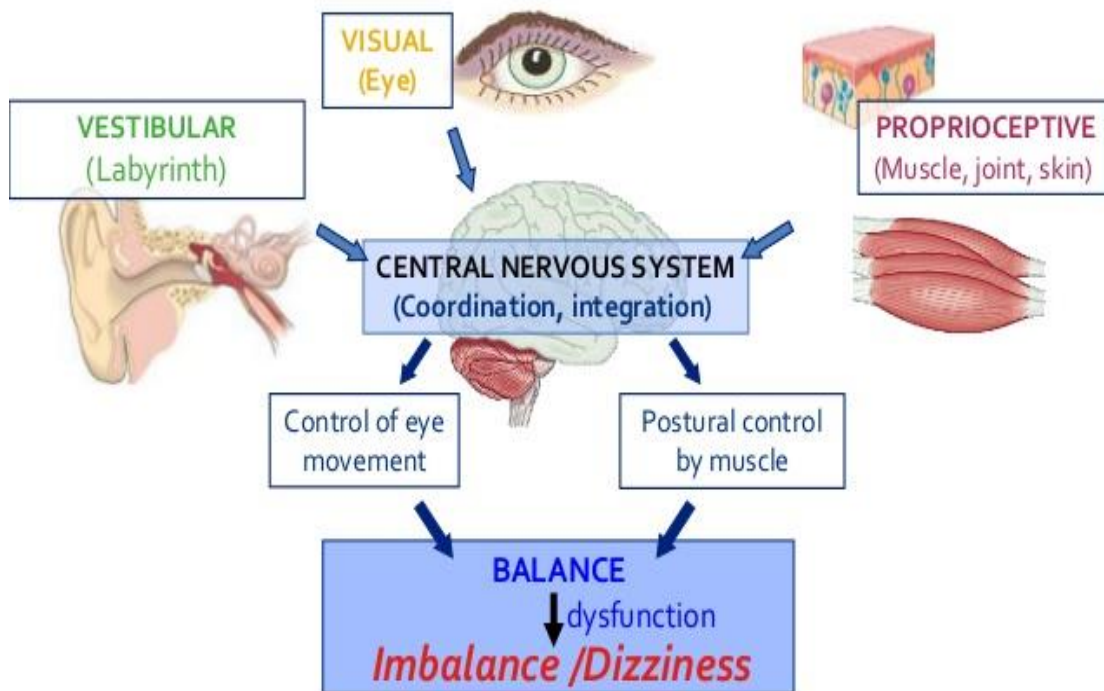 VISUAL
(Eye)
VESTIBULAR
(Labyrinth)
PROPRIOCEPTIVE
(Muscle, joint, skin)
CENTRAL NERVOUS SYSTEM
(Coordination, integration)
Control of eye
movement
Postural control
by muscle
BALANCE
dysfunction
Imbalance /Dizziness